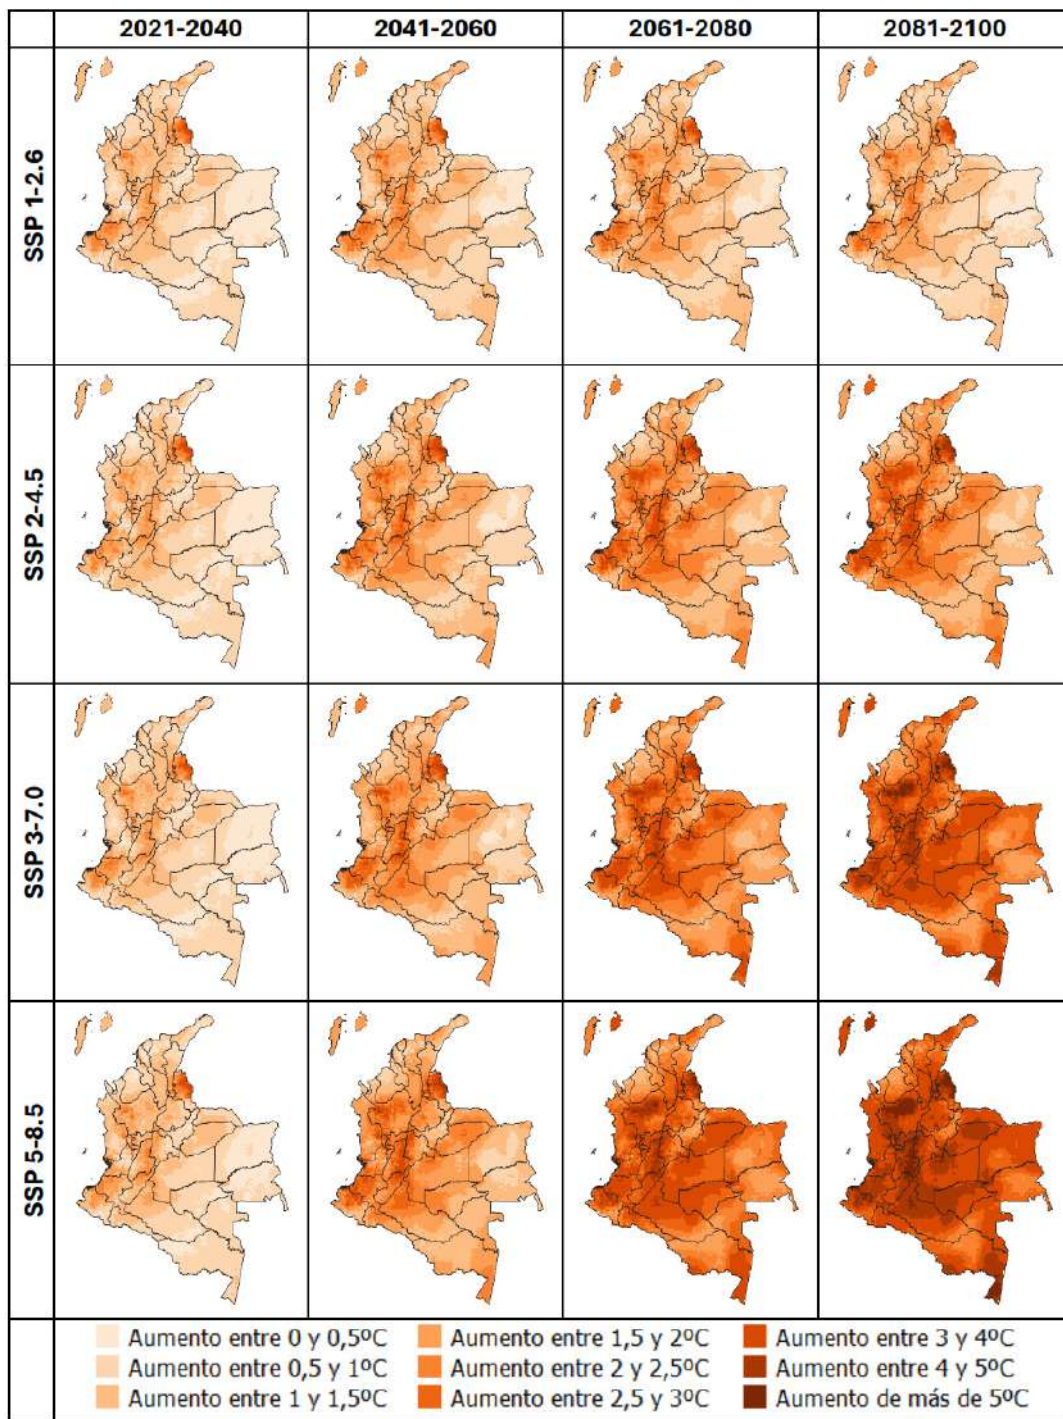 2021-2040 2041-2060 2061-2080 2081-2100
SSP 1-2.6
SSP 2-4.5
SSP 3-7.0
SSP 5-8.5
Aumento entre 0 y 0,5ºC Aumento entre 1,5 y 2ºC Aumento entre 3 y 4ºC
Aumento entre 0,5 y 1ºC Aumento entre 2 y 2,5ºC Aumento entre 4 y 5ºC
Aumento entre 1 y 1,5ºC Aumento entre 2,5 y 3ºC Aumento de más de 5ºC